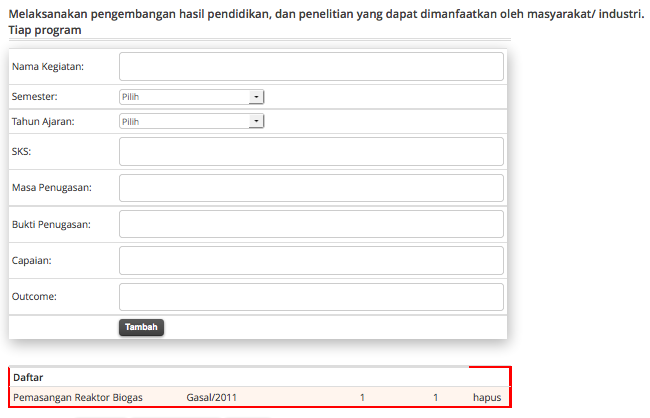 Melaksanakan pengembangan hasil pendidikan, dan penelitian yang dapat dimanfaatkan oleh masyarakat/ industri.
Tiap program
Nama Kegiatan:
Semester: Pilih
Tahun Ajaran: Pilih
SKS:
Masa Penugasan:
Bukti Penugasan:
Capaian:
Outcome:
Tambah
Daftar
Pemasangan Reaktor Biogas Gasal/2011 1 1 hapus